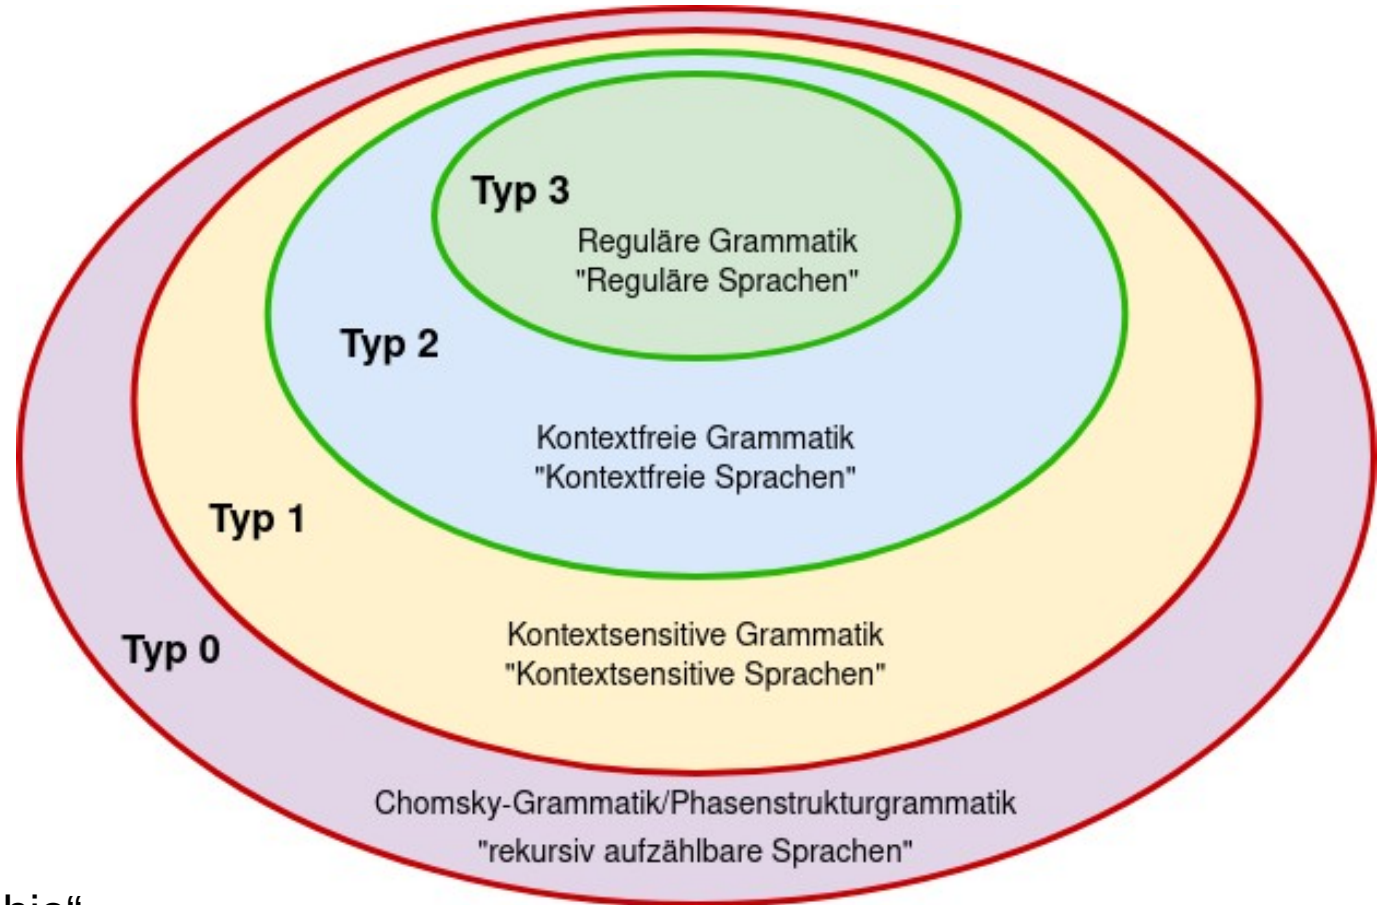 Typ 3
Reguläre Grammatik
"Reguläre Sprachen"
Typ 2
Kontextfreie Grammatik
"Kontextfreie Sprachen"
Typ 1
Kontextsensitive Grammatik
"Kontextsensitive Sprachen"
Typ 0
Chomsky-Grammatik/Phasenstrukturgrammatik
"rekursiv aufzählbare Sprachen"